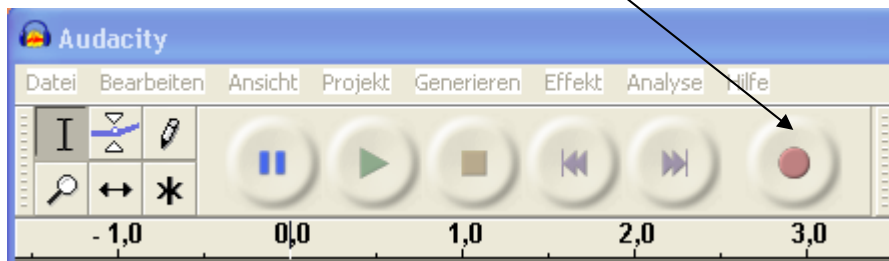 Audacity
Datei Bearbeiten Ansicht Projekt Generieren Effekt Analyse Hilfe
- 1,0 0,0 1,0 2,0 3,0